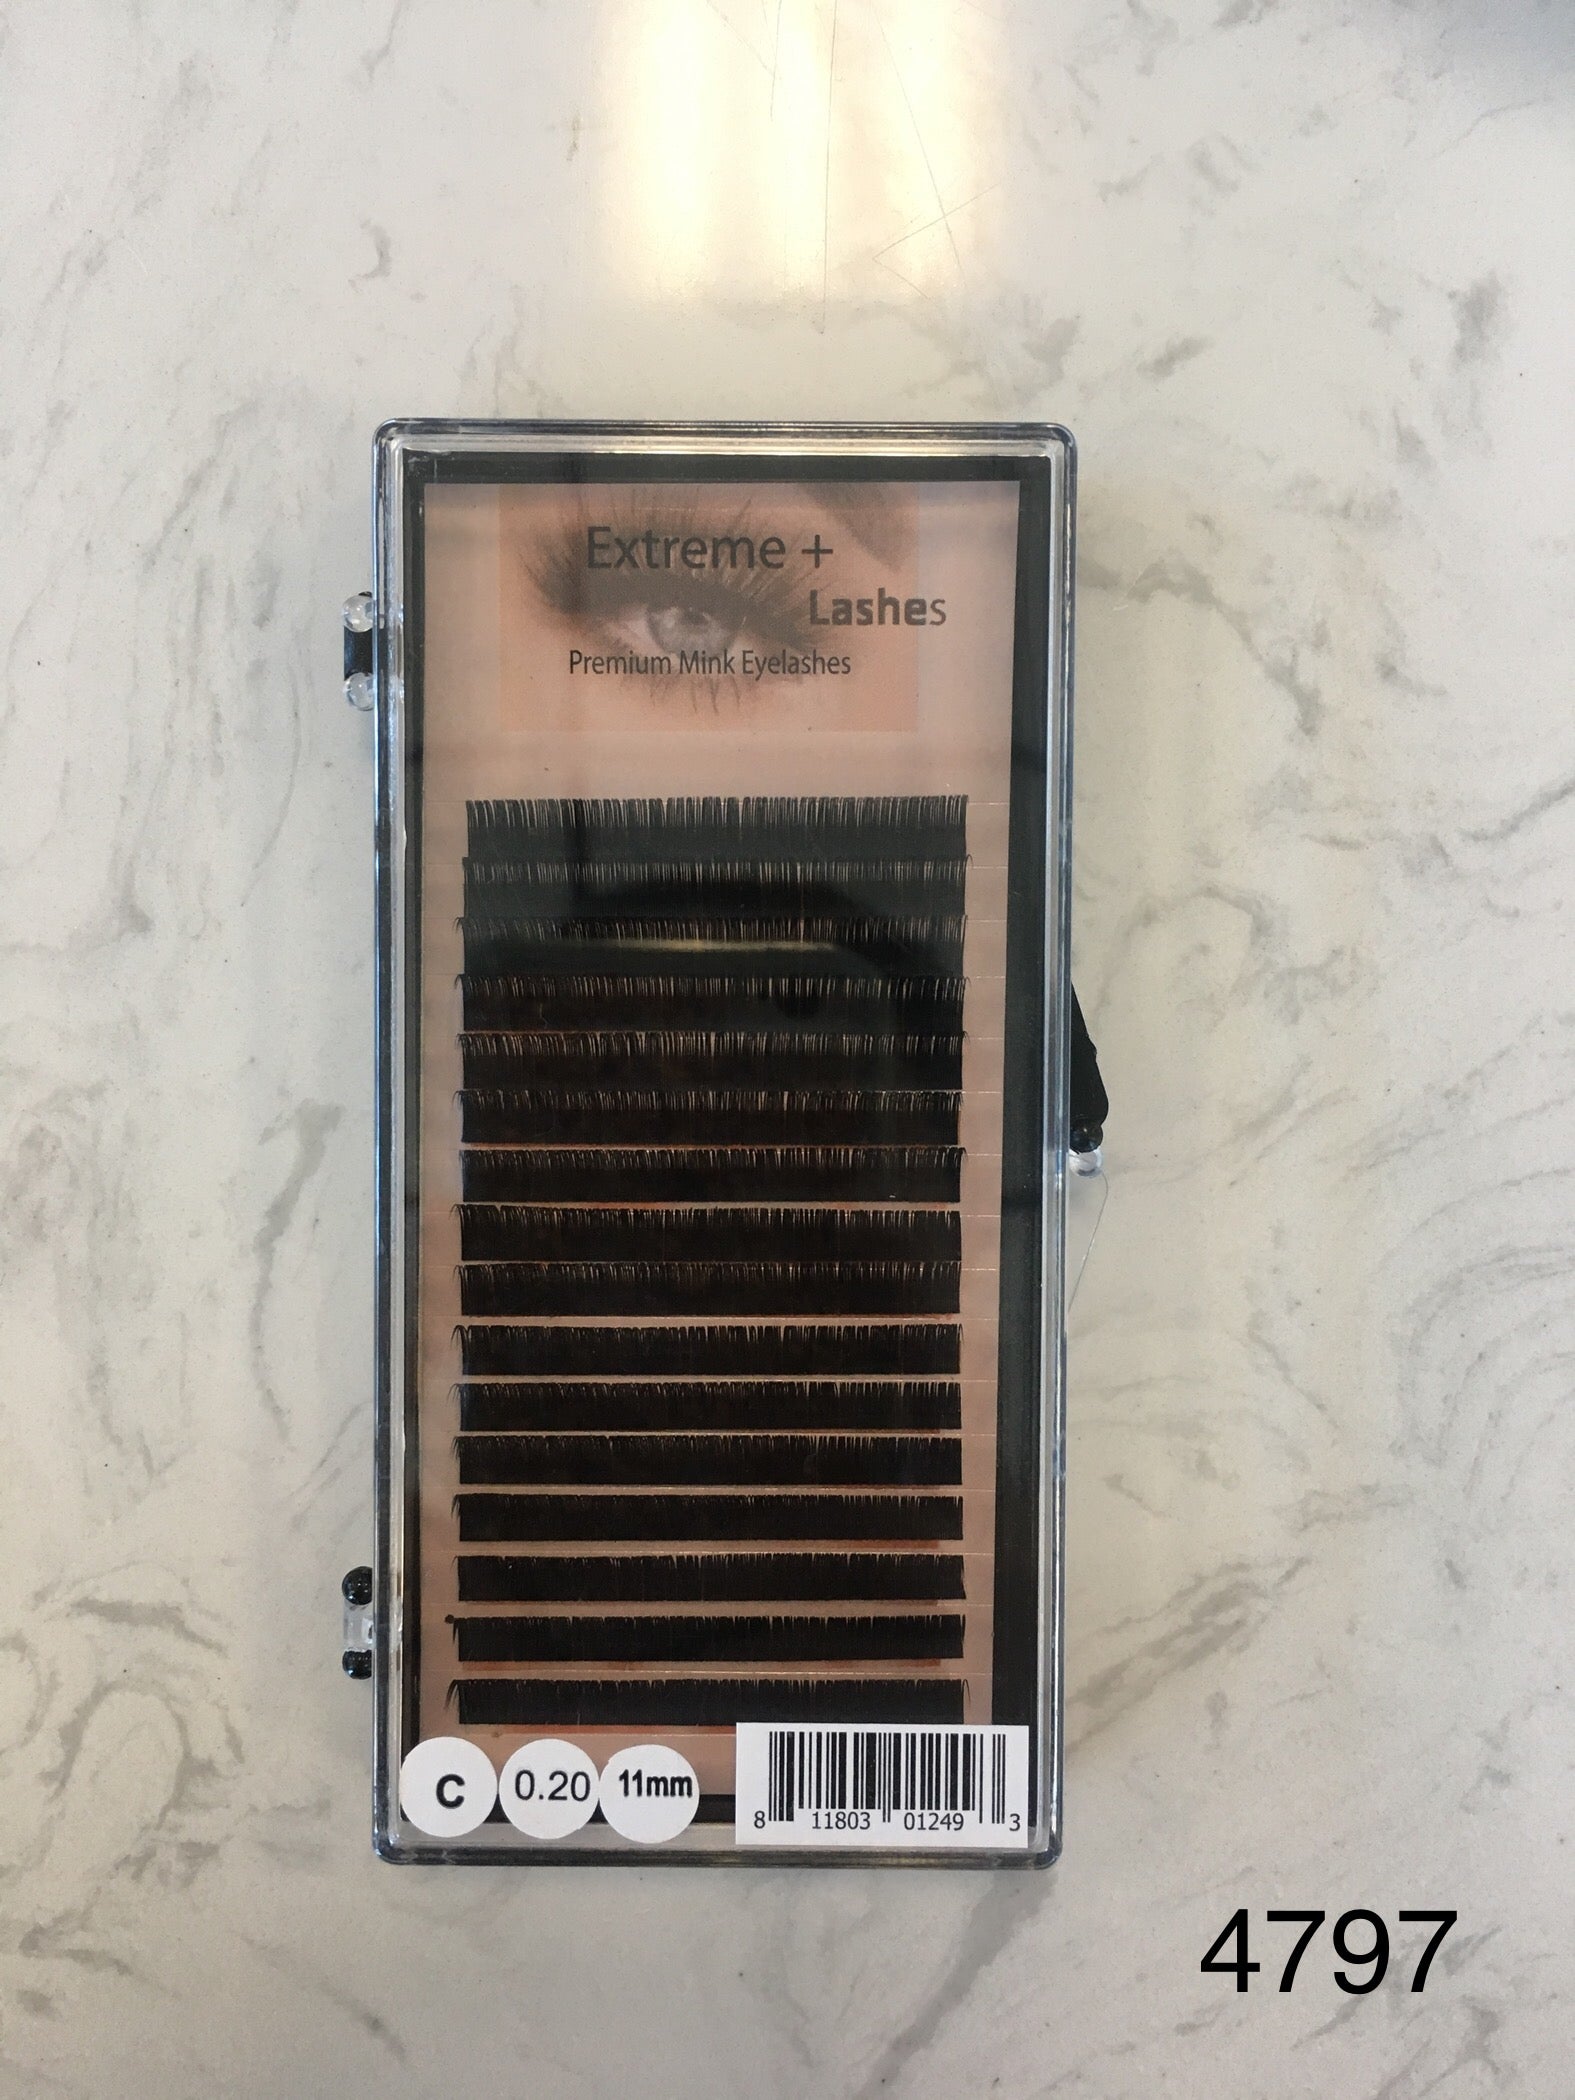 Extreme +
Lashes
Premium Mink Eyelashes
C 0.20 11mm
8 11803 01249 3
4797